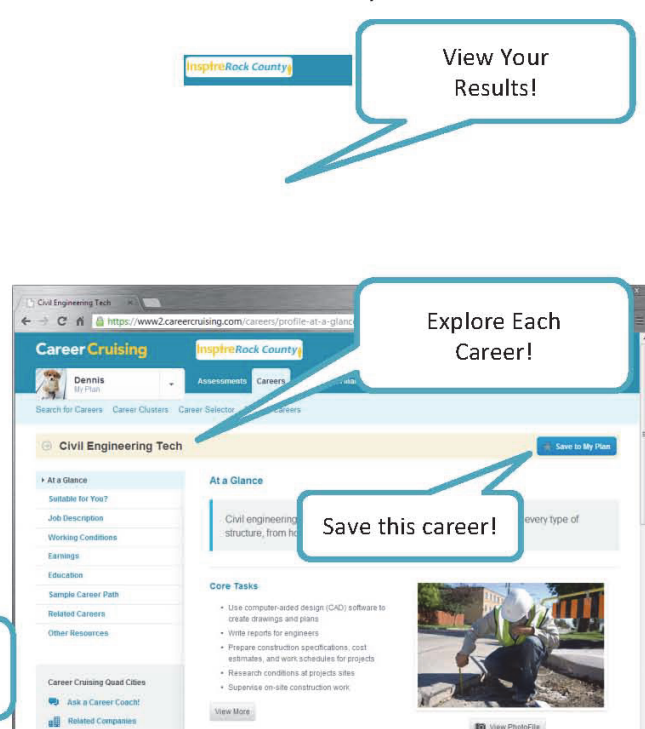 InspireRock County
View Your
Results!
Civil Engineering Tech
https://www2.careercruising.com/careers/profile-at-a-glance
Explore Each
Career!
CareerCruising
InspireRock County
Dennis
My Plan
Assessments Careers
Search for Careers Career Clusters Career Selector Careers
Civil Engineering Tech
Save to My Plan
At a Glance
Suitable for You?
Job Description
Working Conditions
Earnings
Education
Sample Career Path
Related Careers
Other Resources
Career Cruising Quad Cities
Ask a Career Coach!
Related Companies
At a Glance
Civil engineering every type of
structure, from
Save this career!
Core Tasks
• Use computer-aided design (CAD) software to
create drawings and plans
• Write reports for engineers
• Prepare construction specifications, cost
estimates, and work schedules for projects
• Research conditions at projects sites
• Supervise on-site construction work
View More
View PhotoFile